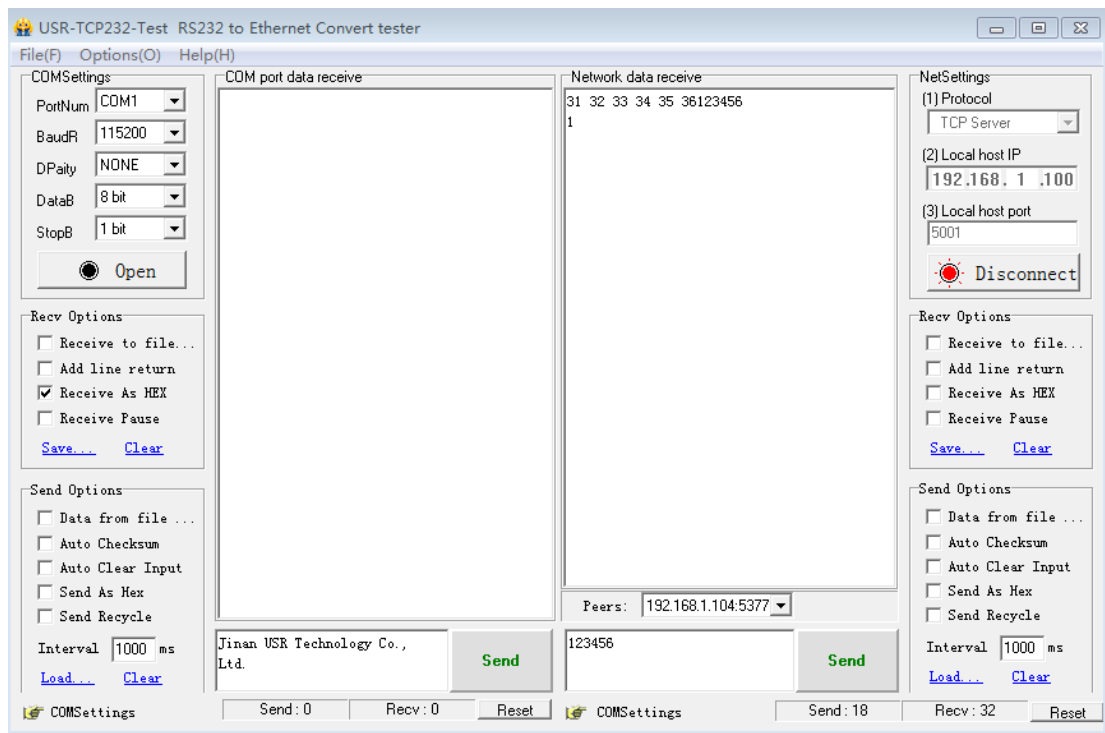 USR-TCP232-Test RS232 to Ethernet Convert tester
File(F) Options(O) Help(H)
COMSettings
PortNum COM1
BaudR 115200
DPaity NONE
DataB 8 bit
StopB 1 bit
Open
Recv Options
Receive to file...
Add line return
Receive As HEX
Receive Pause
Save... Clear
Send Options
Data from file ...
Auto Checksum
Auto Clear Input
Send As Hex
Send Recycle
Interval 1000 ms
Load... Clear
COM port data receive
Jinan USR Technology Co.,
Ltd.
Send
Network data receive
31 32 33 34 35 36123456
1
Peers: 192.168.1.104:5377
123456
Send
NetSettings
(1) Protocol
TCP Server
(2) Local host IP
192.168. 1 .100
(3) Local host port
5001
Disconnect
Recv Options
Receive to file...
Add line return
Receive As HEX
Receive Pause
Save... Clear
Send Options
Data from file ...
Auto Checksum
Auto Clear Input
Send As Hex
Send Recycle
Interval 1000 ms
Load... Clear
COMSettings Send : 0 Recv : 0 Reset
COMSettings Send : 18 Recv : 32 Reset